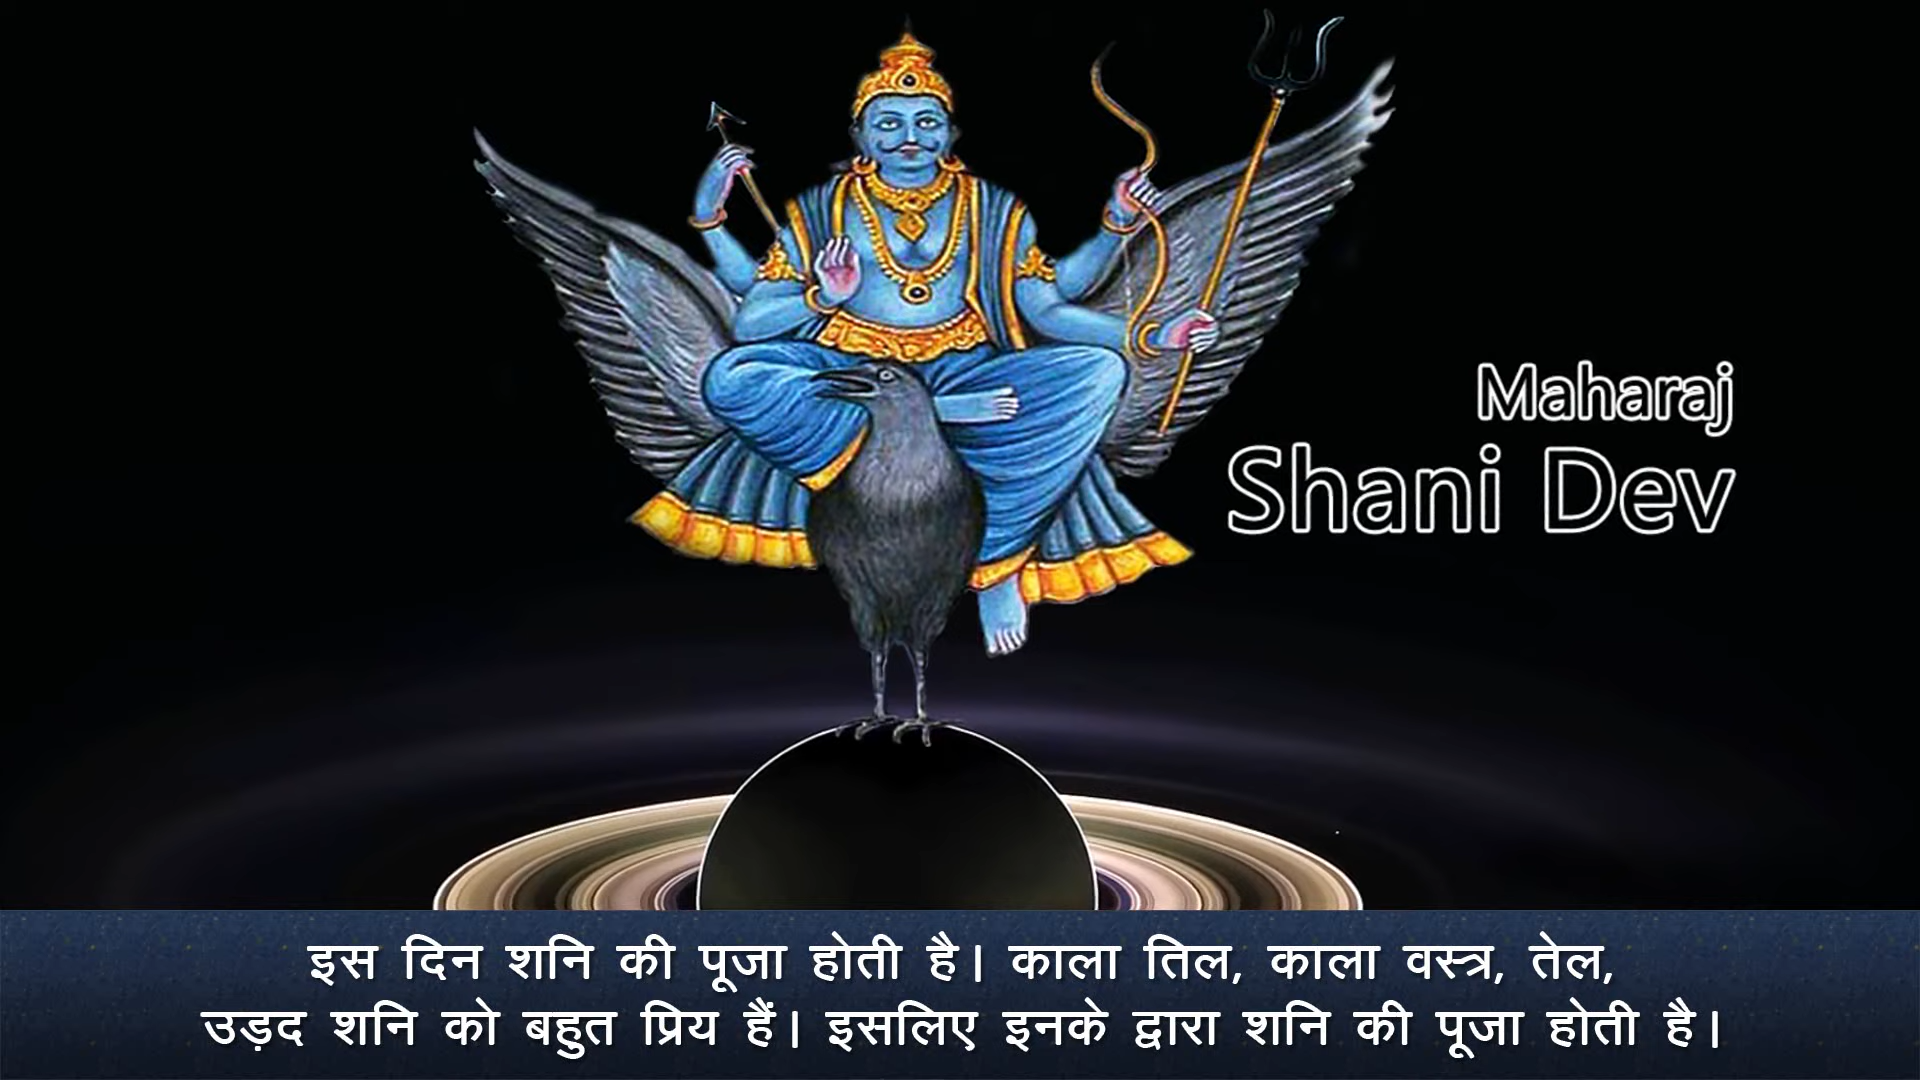 Maharaj
Shani Dev
इस दिन शनि की पूजा होती है। काला तिल, काला वस्त्र, तेल,
उड़द शनि को बहुत प्रिय हैं। इसलिए इनके द्वारा शनि की पूजा होती है।